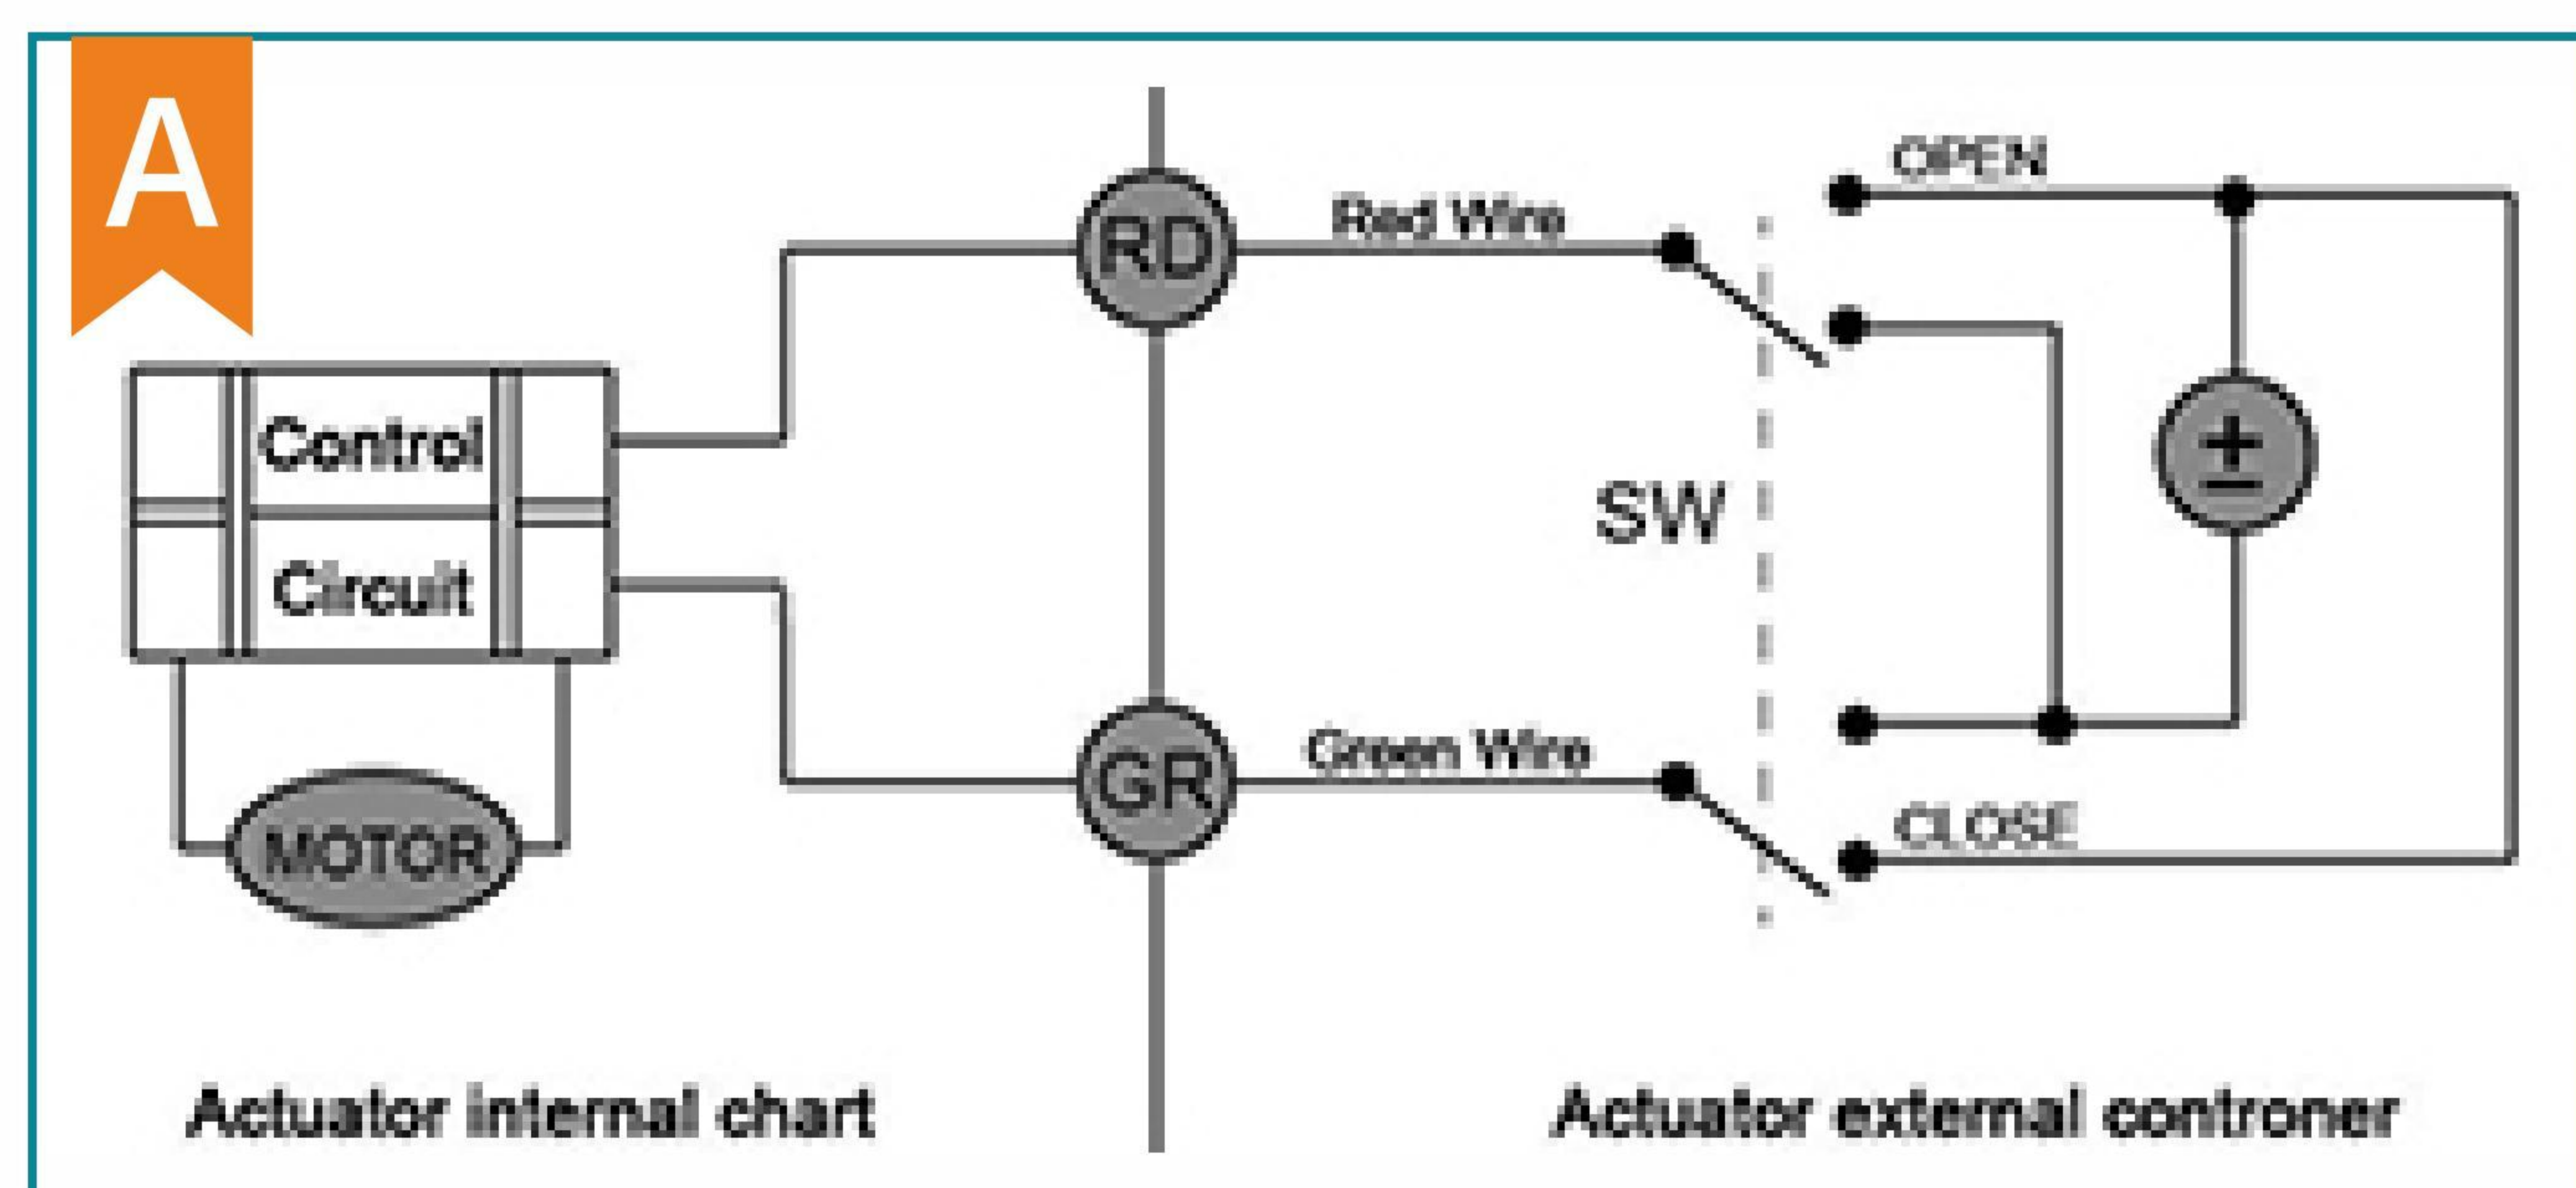 A
OPEN
Red Wire
RD
Control
SW
±
Circuit
Green Wire
GR
CLOSE
MOTOR
Actuator internal chart
Actuator external controner